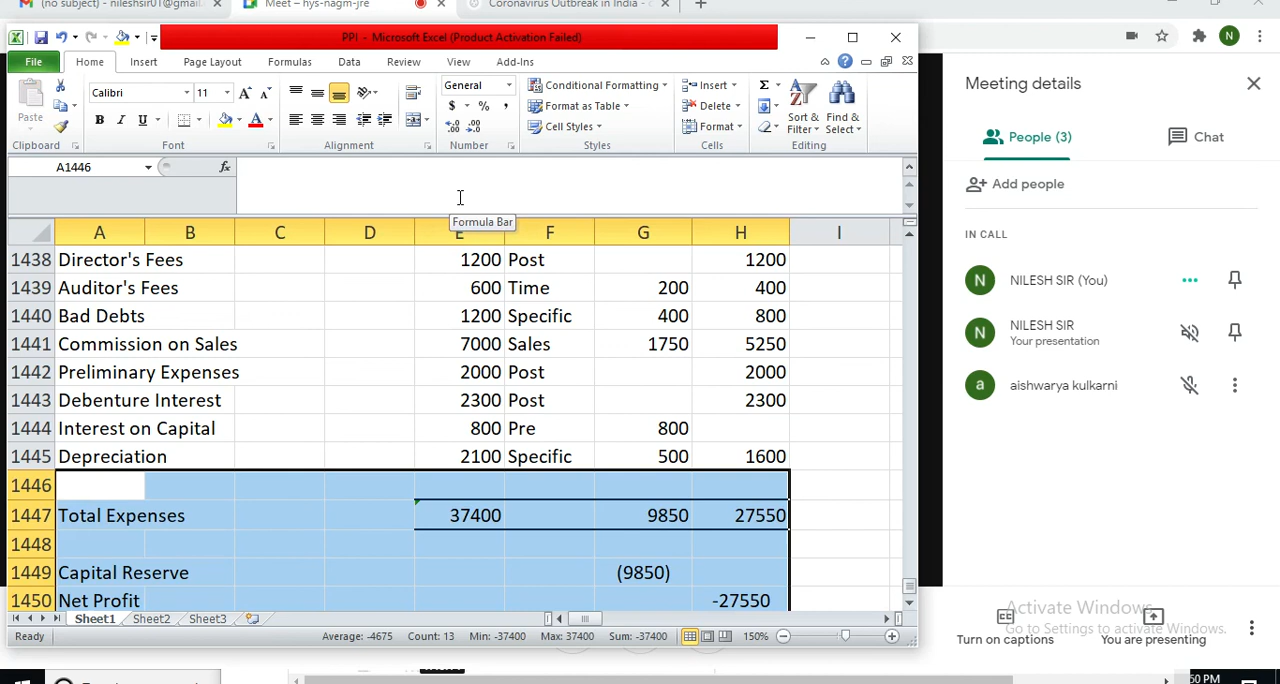 (no subject) - nileshsir01@gmail.
Meet – hys-nagm-jre
Coronavirus Outbreak in India - c
PPI - Microsoft Excel (Product Activation Failed)
File Home Insert Page Layout Formulas Data Review View Add-Ins
Calibri 11 General Conditional Formatting Insert
Paste $ % , Format as Table Delete Sort & Find &
B I U A Cell Styles Format Filter Select
Clipboard Font Alignment Number Styles Cells Editing
A1446 fx
Formula Bar
A B C D E F G H I
1438 Director's Fees 1200 Post 1200
1439 Auditor's Fees 600 Time 200 400
1440 Bad Debts 1200 Specific 400 800
1441 Commission on Sales 7000 Sales 1750 5250
1442 Preliminary Expenses 2000 Post 2000
1443 Debenture Interest 2300 Post 2300
1444 Interest on Capital 800 Pre 800
1445 Depreciation 2100 Specific 500 1600
1446
1447 Total Expenses 37400 9850 27550
1448
1449 Capital Reserve (9850)
1450 Net Profit -27550
Sheet1 Sheet2 Sheet3
Ready Average: -4675 Count: 13 Min: -37400 Max: 37400 Sum: -37400 150%
Meeting details
People (3) Chat
Add people
IN CALL
N NILESH SIR (You)
N NILESH SIR
Your presentation
a aishwarya kulkarni
Activate Windows
Go to Settings to activate Windows.
Turn on captions You are presenting
50 PM